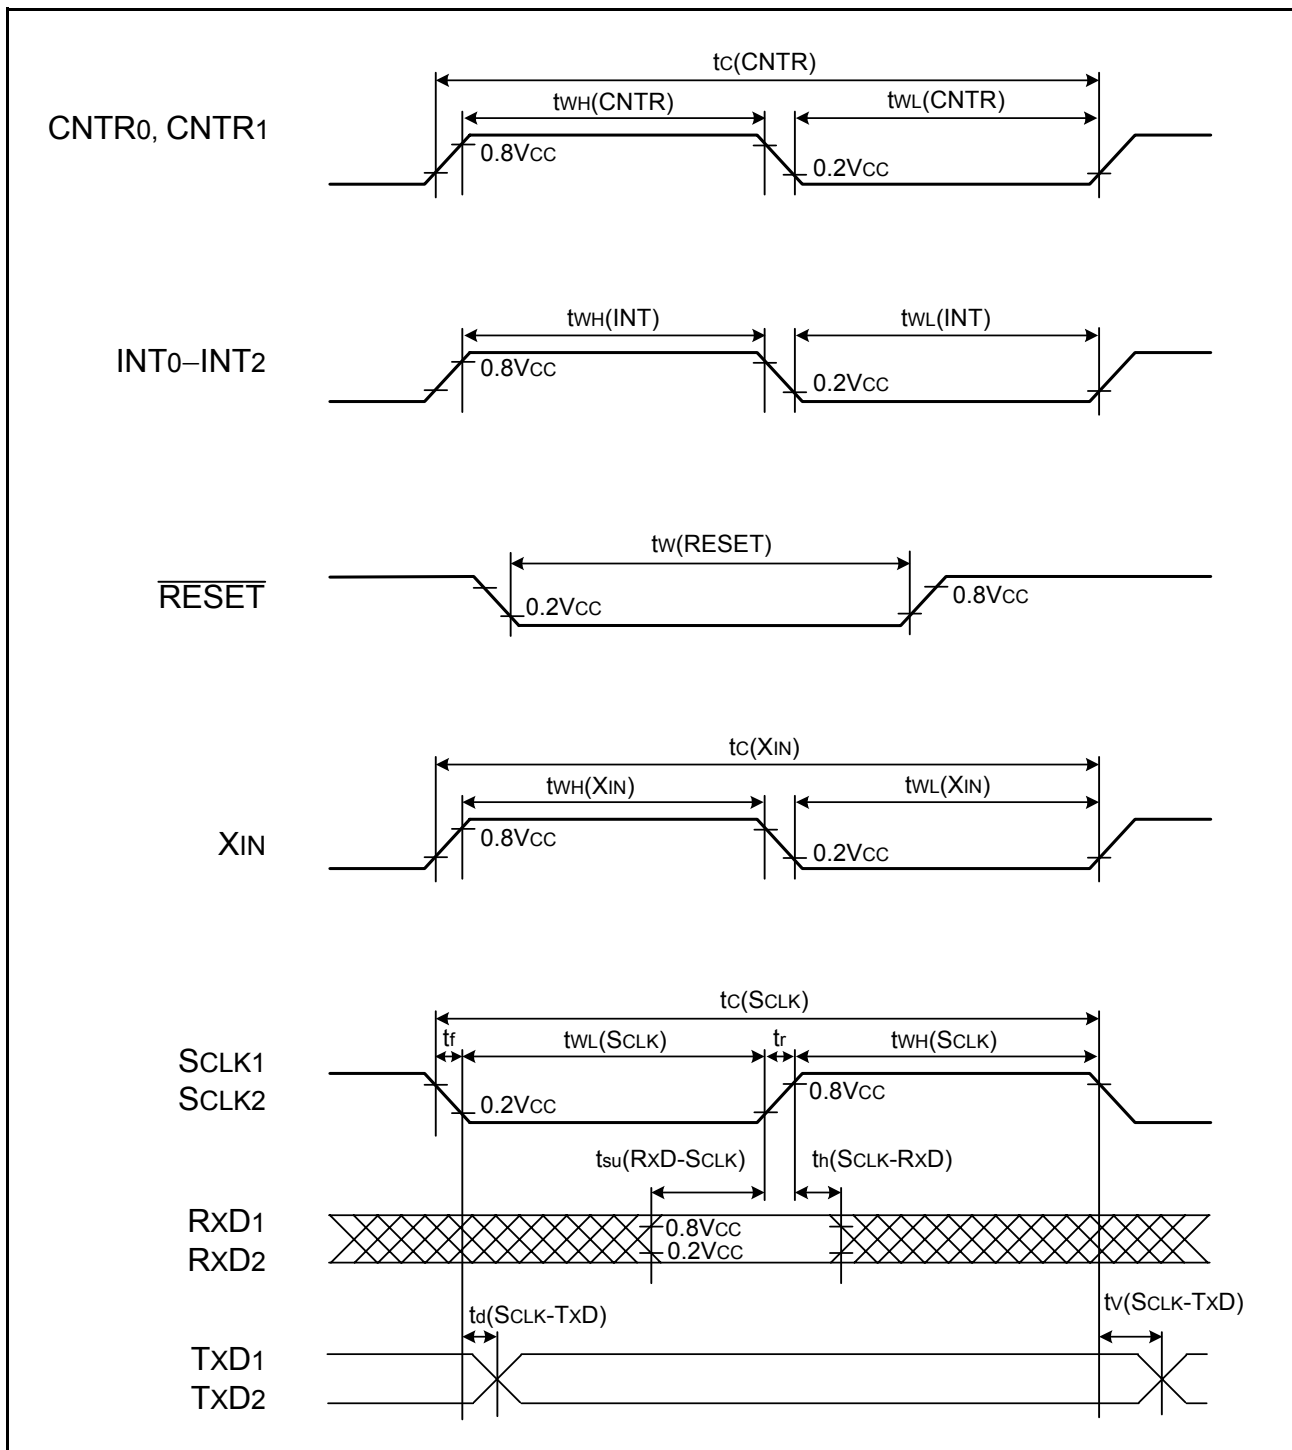 tC(CNTR)
tWH(CNTR)
tWL(CNTR)
CNTR0, CNTR1
0.8VCC
0.2VCC
tWH(INT)
tWL(INT)
INT0–INT2
0.8VCC
0.2VCC
tW(RESET)
RESET
0.2VCC
0.8VCC
tC(XIN)
tWH(XIN)
tWL(XIN)
XIN
0.8VCC
0.2VCC
tC(SCLK)
tf
tWL(SCLK)
tr
tWH(SCLK)
SCLK1
SCLK2
0.2VCC
0.8VCC
tsu(RXD-SCLK)
th(SCLK-RXD)
RXD1
RXD2
0.8VCC
0.2VCC
td(SCLK-TXD)
tV(SCLK-TXD)
TXD1
TXD2